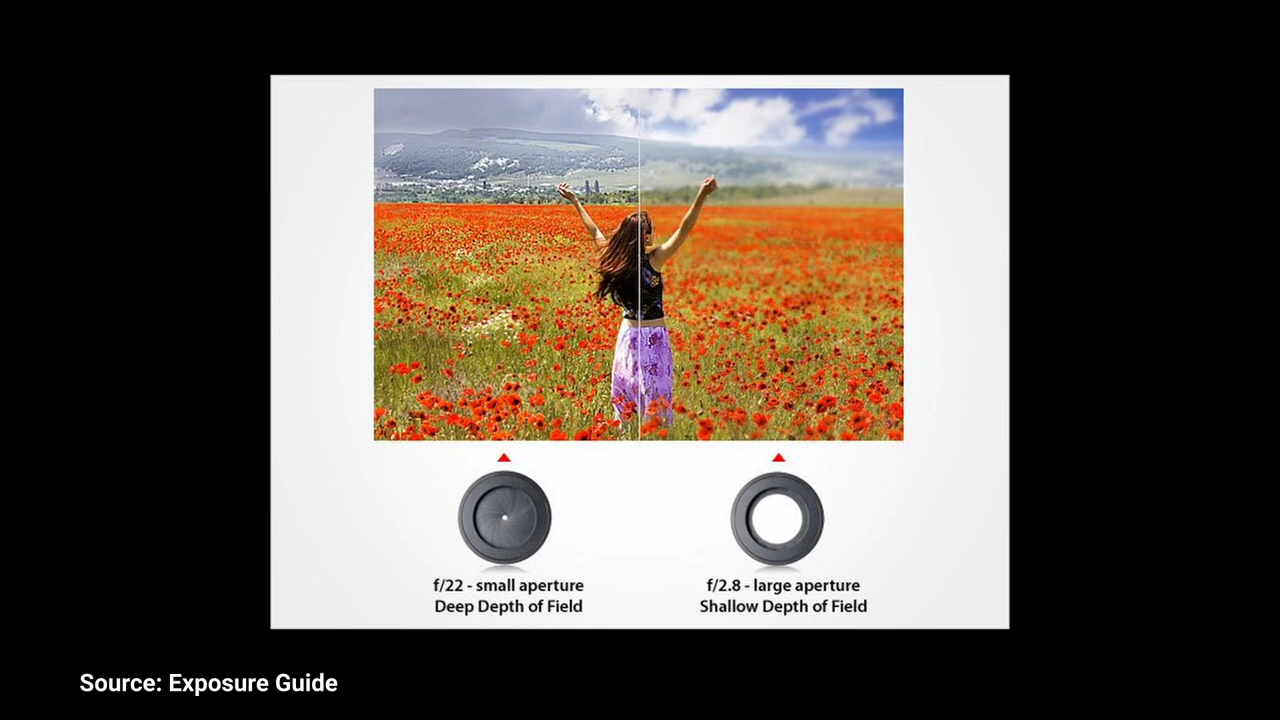 f/22 - small aperture
Deep Depth of Field
f/2.8 - large aperture
Shallow Depth of Field
Source: Exposure Guide